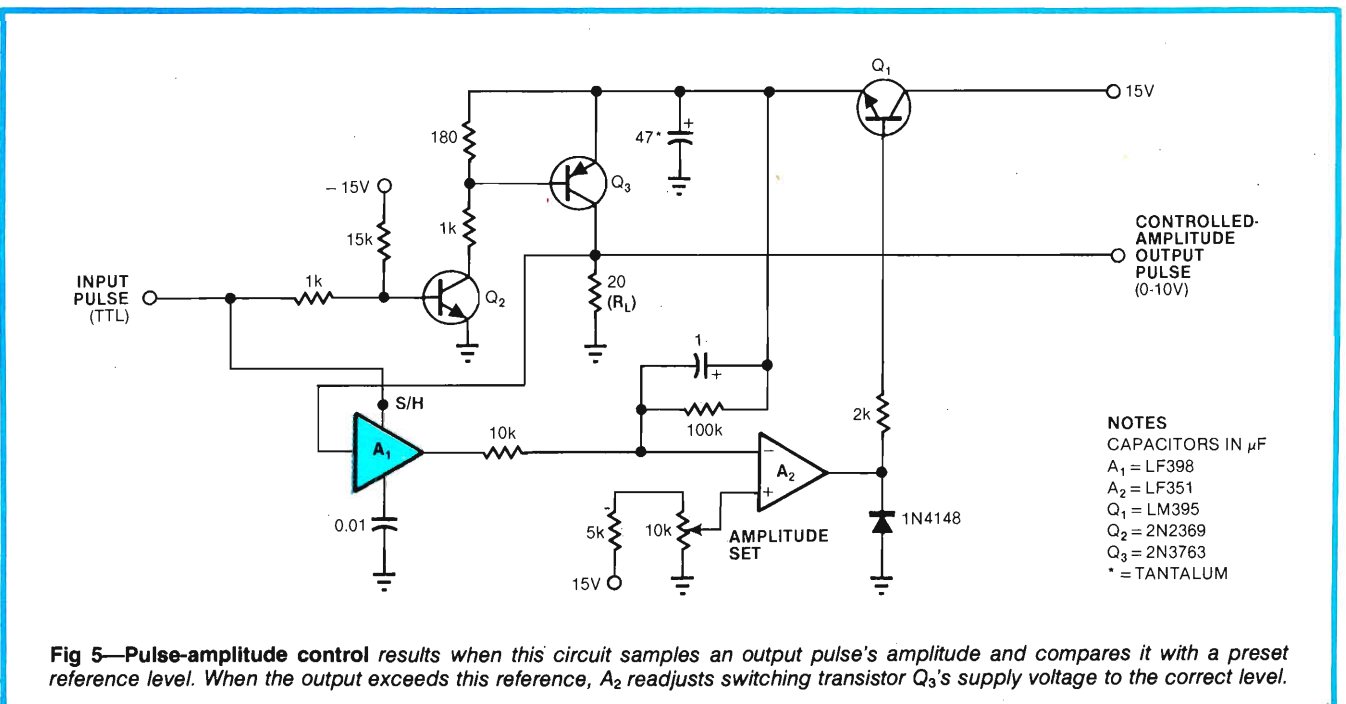 Q1
15V
180
47*
+
Q3
– 15V
15k
1k
1k
INPUT
PULSE
(TTL)
Q2
20
(RL)
CONTROLLED-
AMPLITUDE
OUTPUT
PULSE
(0-10V)
S/H
1
+
100k
2k
A1
10k
–
A2
+
0.01
5k
10k
AMPLITUDE
SET
15V
1N4148
NOTES
CAPACITORS IN µF
A1 = LF398
A2 = LF351
Q1 = LM395
Q2 = 2N2369
Q3 = 2N3763
* = TANTALUM
Fig 5—Pulse-amplitude control results when this circuit samples an output pulse's amplitude and compares it with a preset
reference level. When the output exceeds this reference, A2 readjusts switching transistor Q3's supply voltage to the correct level.